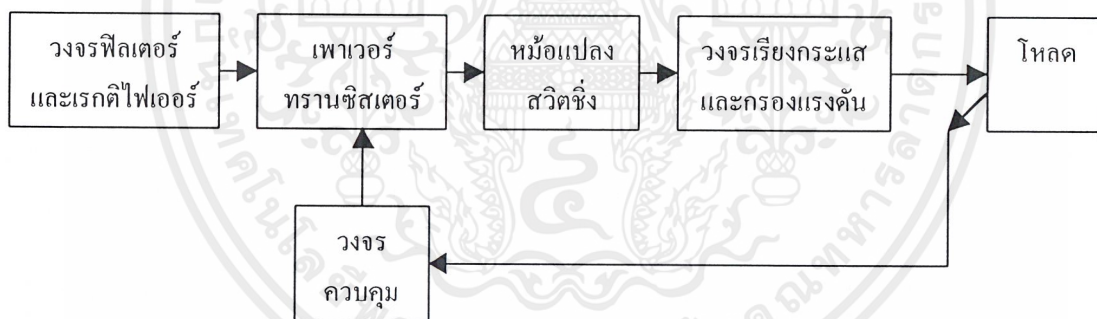 วงจรฟิลเตอร์
และเรกติไฟเออร์
เพาเวอร์
ทรานซิสเตอร์
หม้อแปลง
สวิตชิ่ง
วงจรเรียงกระแส
และกรองแรงดัน
โหลด
วงจร
ควบคุม